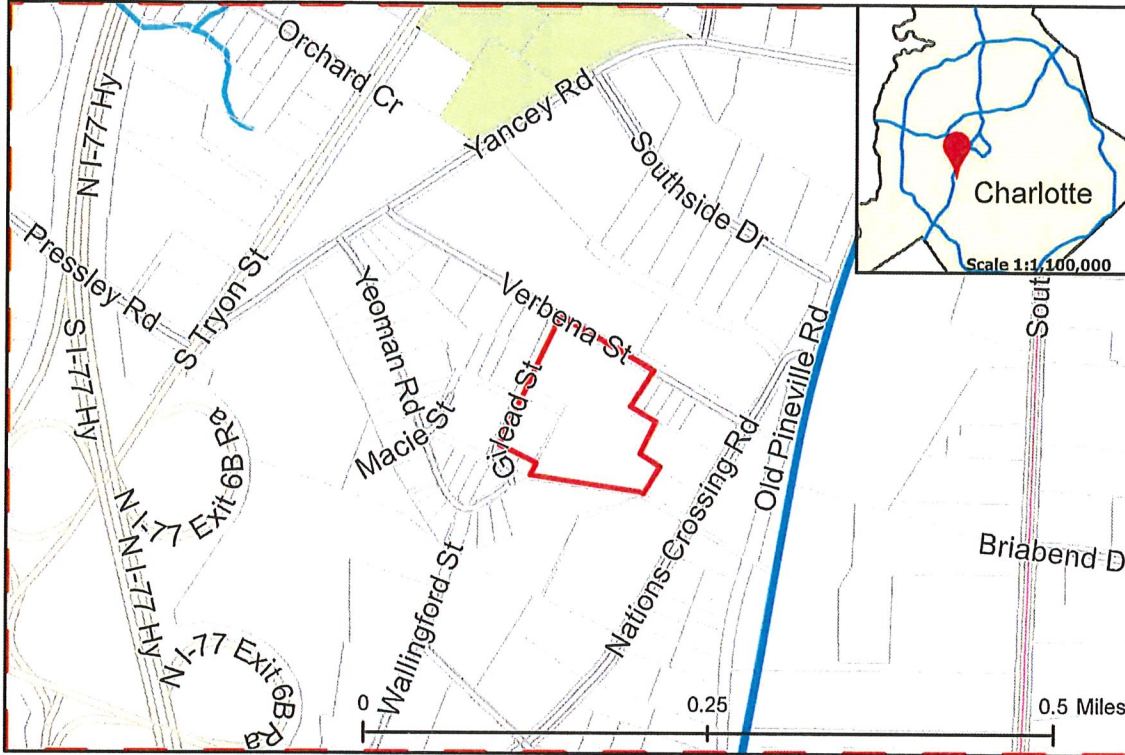 Orchard Cr
N I-77 Hy
Yancey Rd
Southside Dr
Charlotte
Scale 1:1,100,000
Pressley Rd
S Tryon St
Yeoman Rd
Verbena St
S I-77 Hy
Sout
Gilead St
Macie St
Old Pineville Rd
N I-77 Exit 6B Ra
N I-77 Hy
Nations Crossing Rd
Briabend D
Wallingford St
N I-77 Exit 6B Ra
0
0.25
0.5 Miles